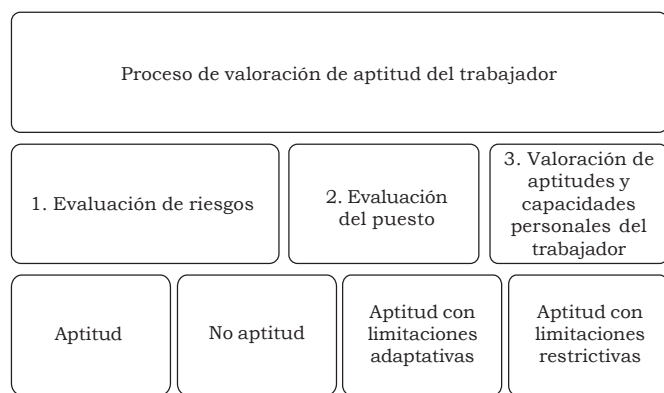 Proceso de valoración de aptitud del trabajador
1. Evaluación de riesgos
2. Evaluación
del puesto
3. Valoración de
aptitudes y
capacidades
personales del
trabajador
Aptitud
No aptitud
Aptitud con
limitaciones
adaptativas
Aptitud con
limitaciones
restrictivas